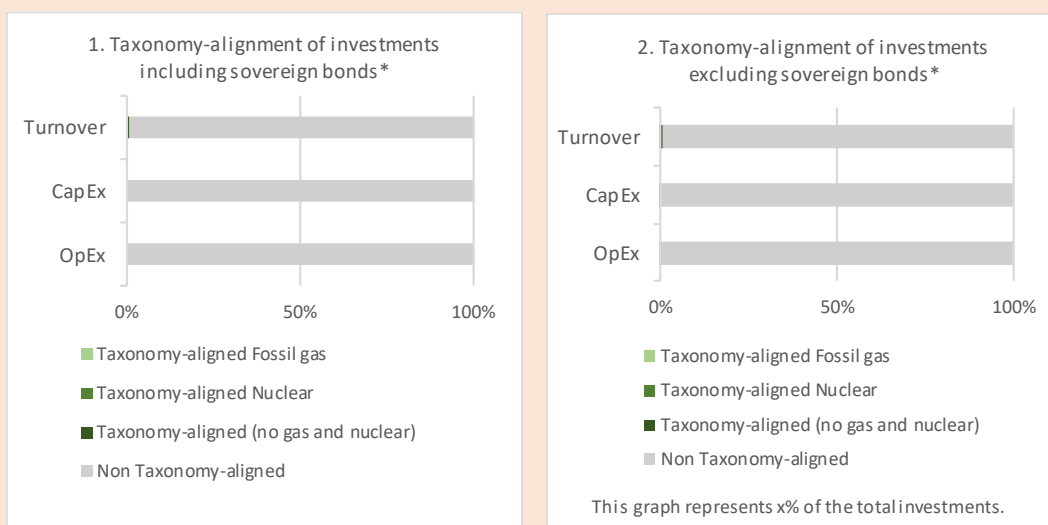 1. Taxonomy-alignment of investments
including sovereign bonds*
Turnover
CapEx
OpEx
0%
50%
100%
Taxonomy-aligned Fossil gas
Taxonomy-aligned Nuclear
Taxonomy-aligned (no gas and nuclear)
Non Taxonomy-aligned
2. Taxonomy-alignment of investments
excluding sovereign bonds*
Turnover
CapEx
OpEx
0%
50%
100%
Taxonomy-aligned Fossil gas
Taxonomy-aligned Nuclear
Taxonomy-aligned (no gas and nuclear)
Non Taxonomy-aligned
This graph represents x% of the total investments.